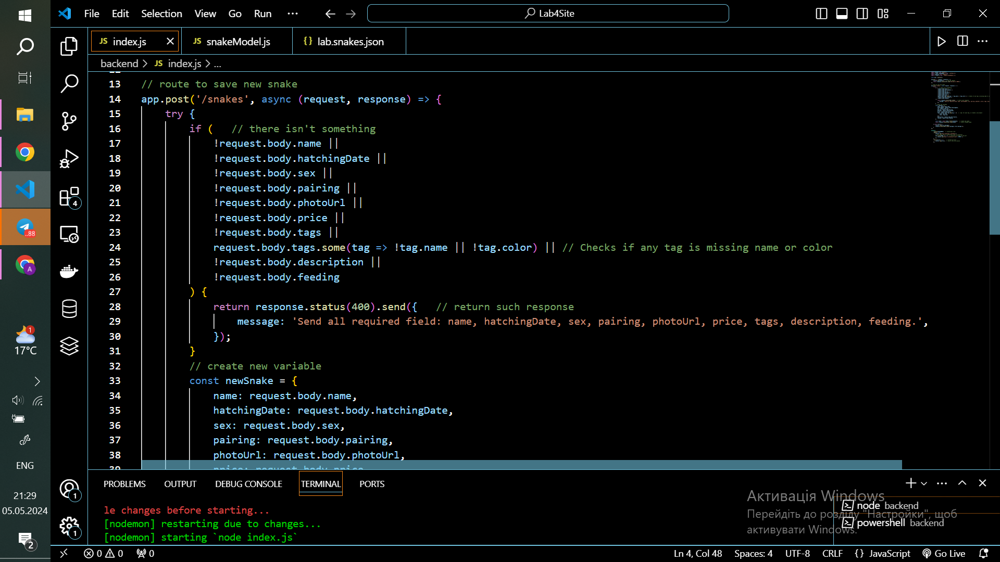 File Edit Selection View Go Run ··· Lab4Site
JS index.js JS snakeModel.js {} lab.snakes.json
backend > JS index.js > ...
13 // route to save new snake
14 app.post('/snakes', async (request, response) => {
15 try {
16 if ( // there isn't something
17 !request.body.name ||
18 !request.body.hatchingDate ||
19 !request.body.sex ||
20 !request.body.pairing ||
21 !request.body.photoUrl ||
22 !request.body.price ||
23 !request.body.tags ||
24 request.body.tags.some(tag => !tag.name || !tag.color) || // Checks if any tag is missing name or color
25 !request.body.description ||
26 !request.body.feeding
27 ) {
28 return response.status(400).send({ // return such response
29 message: 'Send all required field: name, hatchingDate, sex, pairing, photoUrl, price, tags, description, feeding.',
30 });
31 }
32 // create new variable
33 const newSnake = {
34 name: request.body.name,
35 hatchingDate: request.body.hatchingDate,
36 sex: request.body.sex,
37 pairing: request.body.pairing,
38 photoUrl: request.body.photoUrl,
39 price: request.body.price
PROBLEMS OUTPUT DEBUG CONSOLE TERMINAL PORTS
le changes before starting...
[nodemon] restarting due to changes...
[nodemon] starting `node index.js`
node backend
powershell backend
Активація Windows
Перейдіть до розділу "Настройки", щоб
активувати Windows.
0 0 0 Ln 4, Col 48 Spaces: 4 UTF-8 CRLF {} JavaScript Go Live
4
1
1
..88
A
1
17°C
ENG
21:29
05.05.2024
2